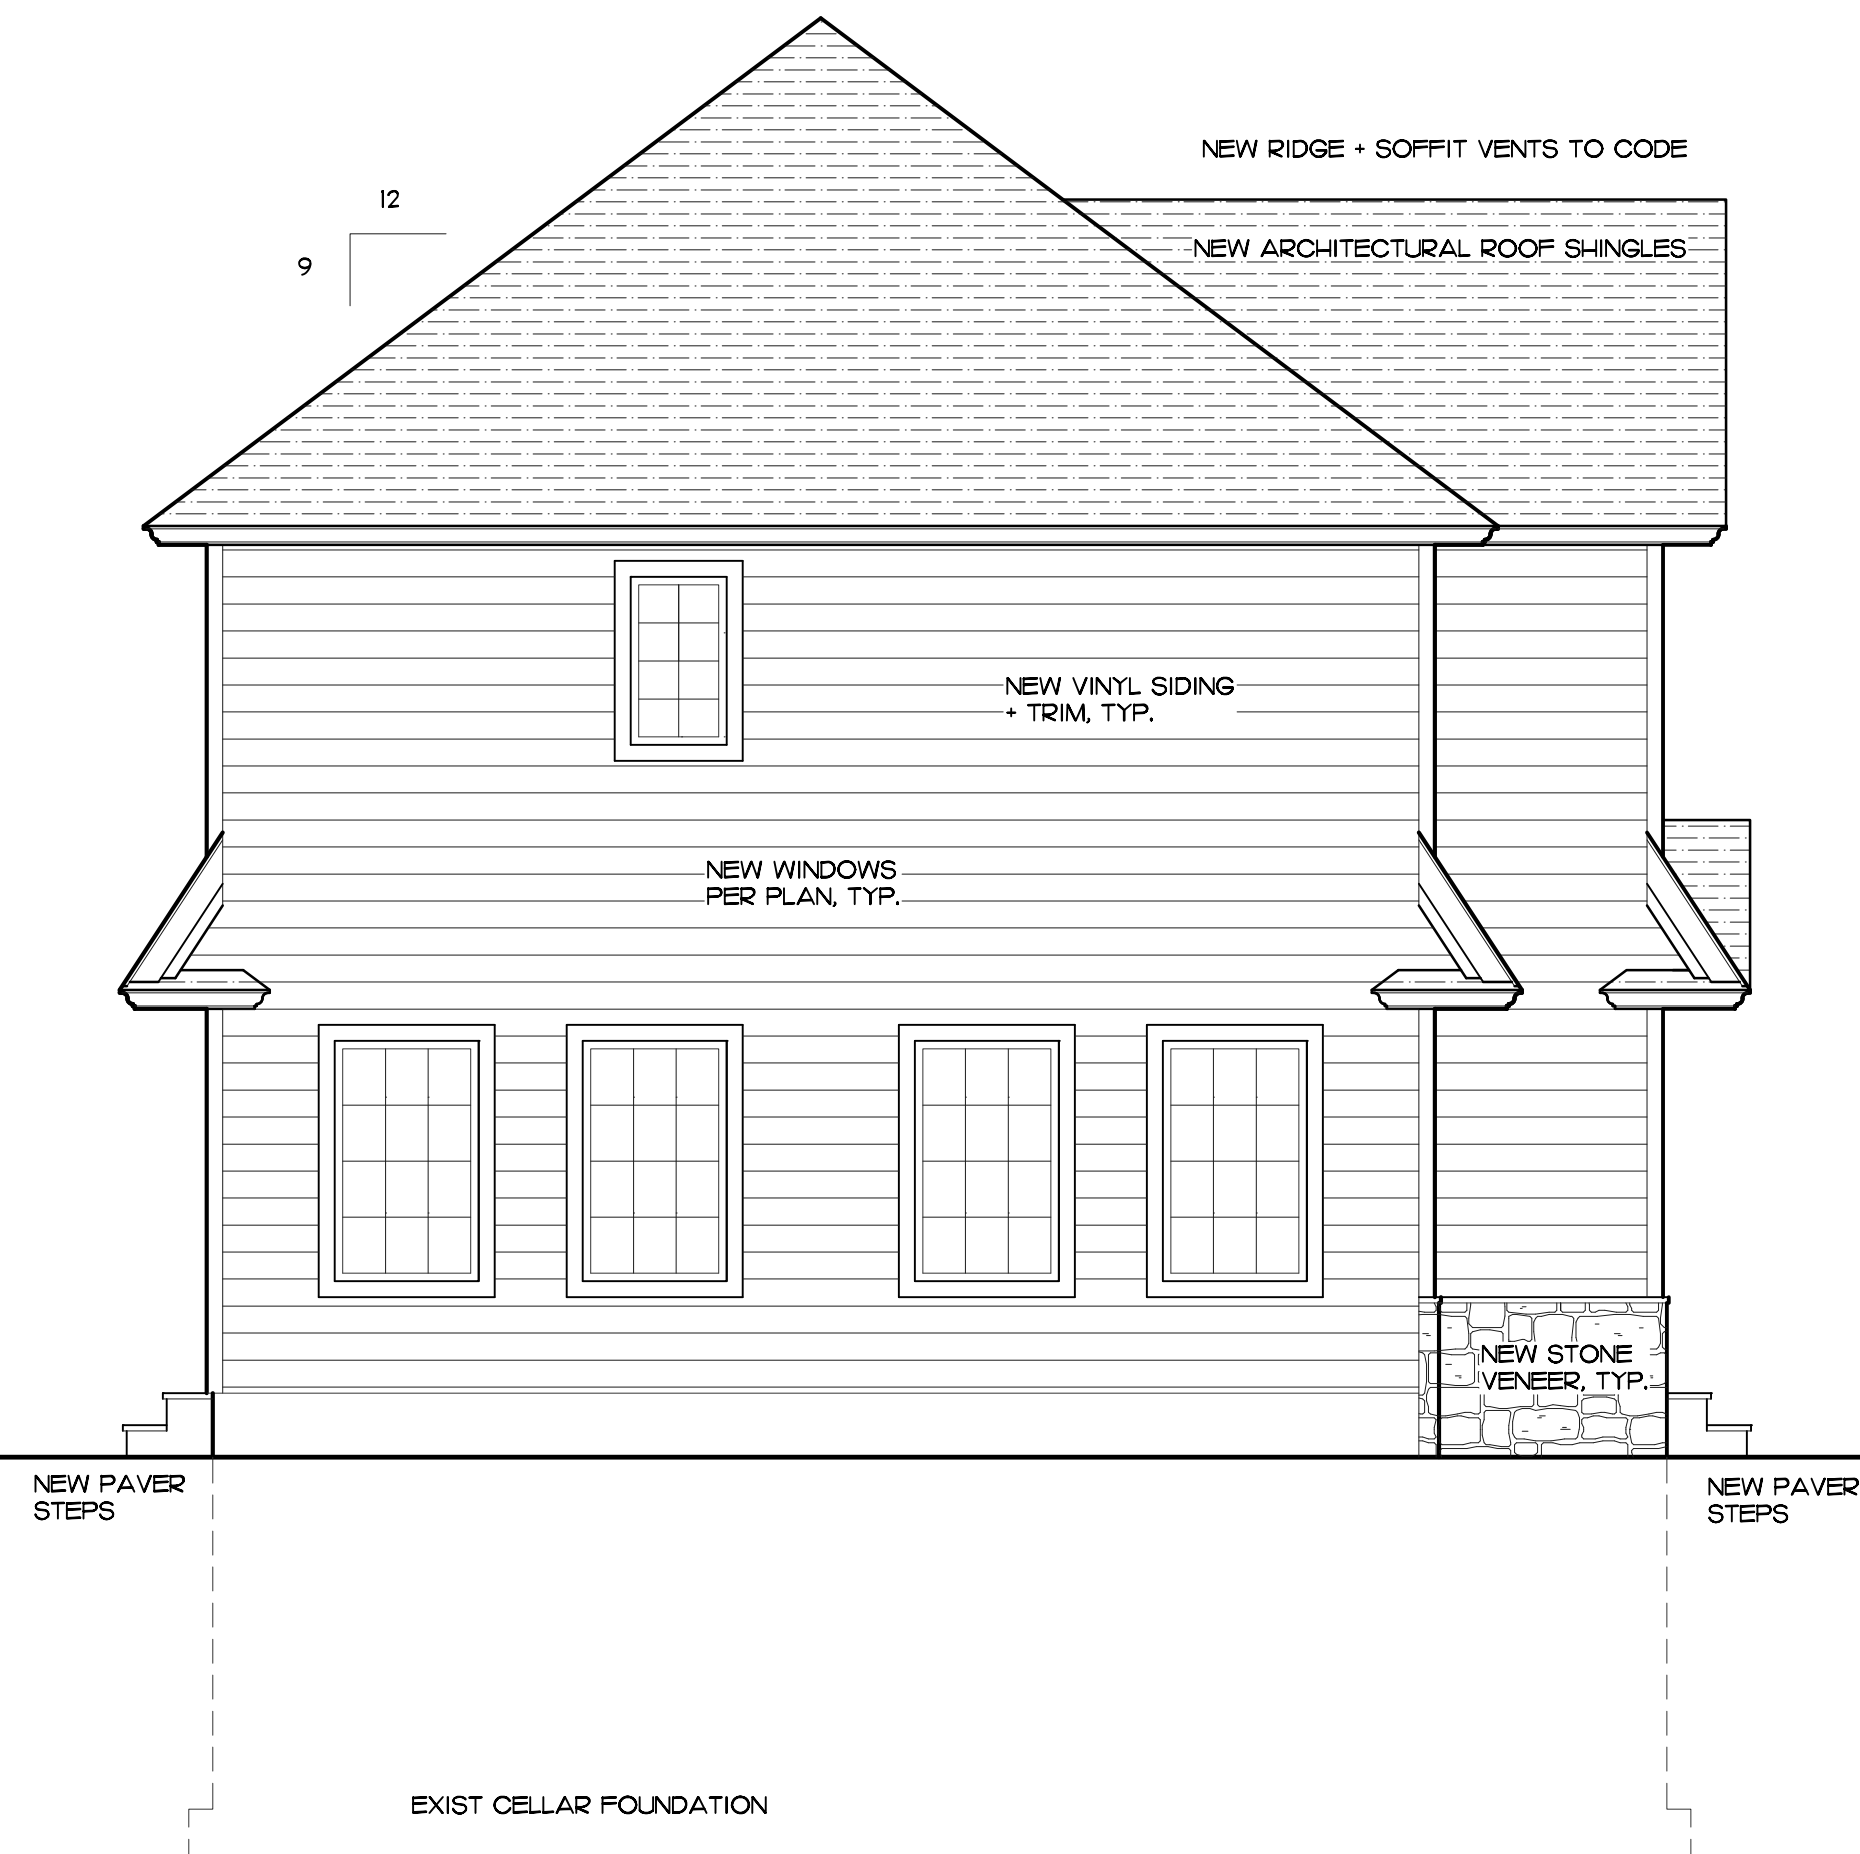 NEW RIDGE + SOFFIT VENTS TO CODE
12
9
NEW ARCHITECTURAL ROOF SHINGLES
NEW VINYL SIDING
+ TRIM, TYP.
NEW WINDOWS
PER PLAN, TYP.
NEW STONE
VENEER, TYP.
NEW PAVER
STEPS
NEW PAVER
STEPS
EXIST CELLAR FOUNDATION